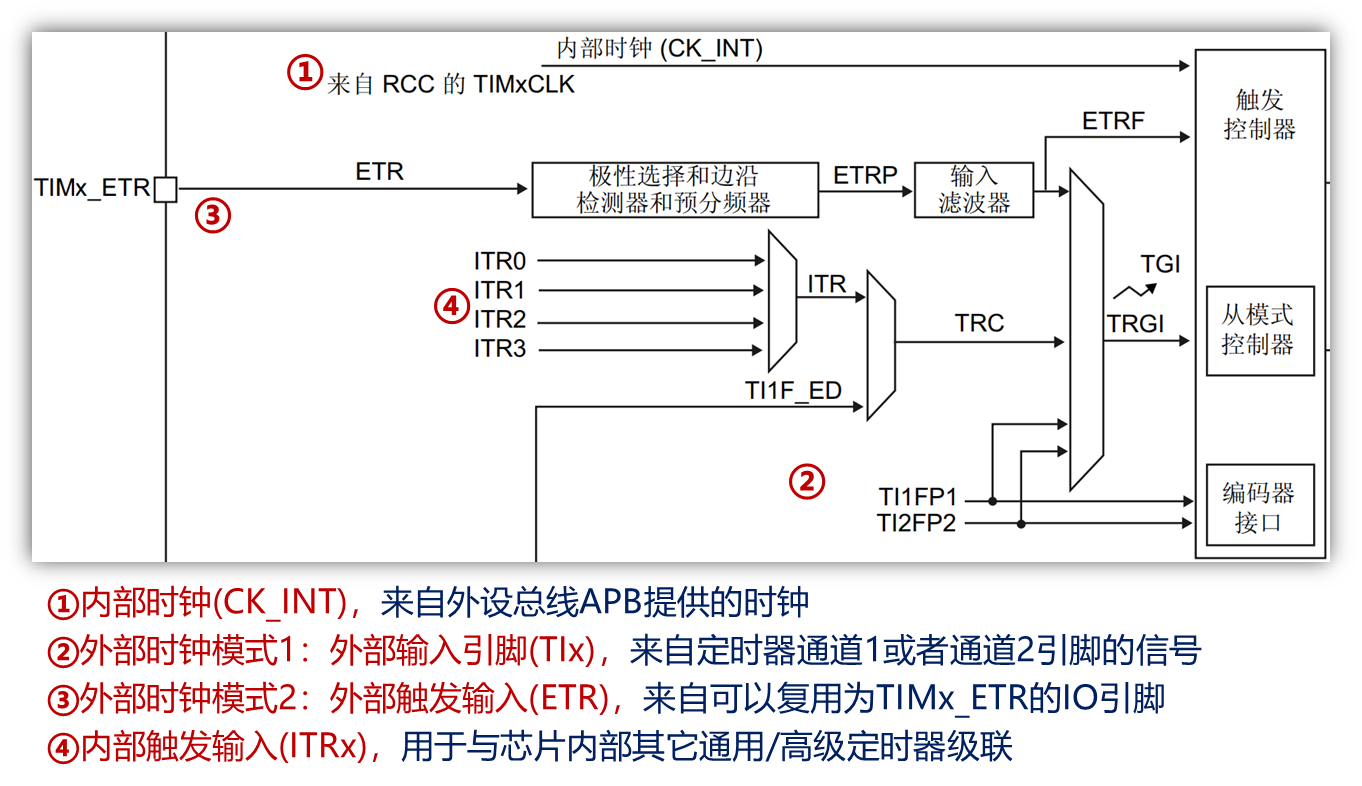 内部时钟 (CK_INT)
①
来自 RCC 的 TIMxCLK
触发
控制器
ETRF
TIMx_ETR
ETR
极性选择和边沿
检测器和预分频器
ETRP
输入
滤波器
③
ITR0
ITR1
ITR2
ITR3
④
ITR
TGI
TRC
TRGI
从模式
控制器
TI1F_ED
②
TI1FP1
TI2FP2
编码器
接口
①内部时钟(CK_INT)，来自外设总线APB提供的时钟
②外部时钟模式1：外部输入引脚(TIx)，来自定时器通道1或者通道2引脚的信号
③外部时钟模式2：外部触发输入(ETR)，来自可以复用为TIMx_ETR的IO引脚
④内部触发输入(ITRx)，用于与芯片内部其它通用/高级定时器级联